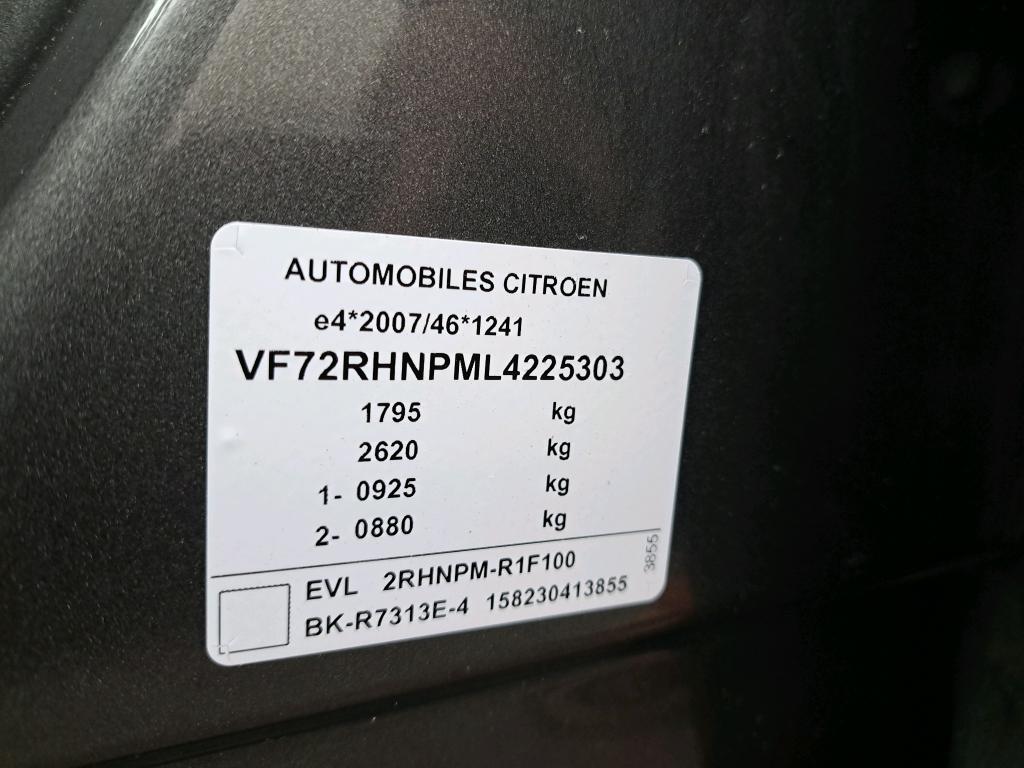 AUTOMOBILES CITROEN
e4*2007/46*1241
VF72RHNPML4225303
1795 kg
2620 kg
1- 0925 kg
2- 0880 kg
EVL 2RHNPM-R1F100
BK-R7313E-4 158230413855
3855